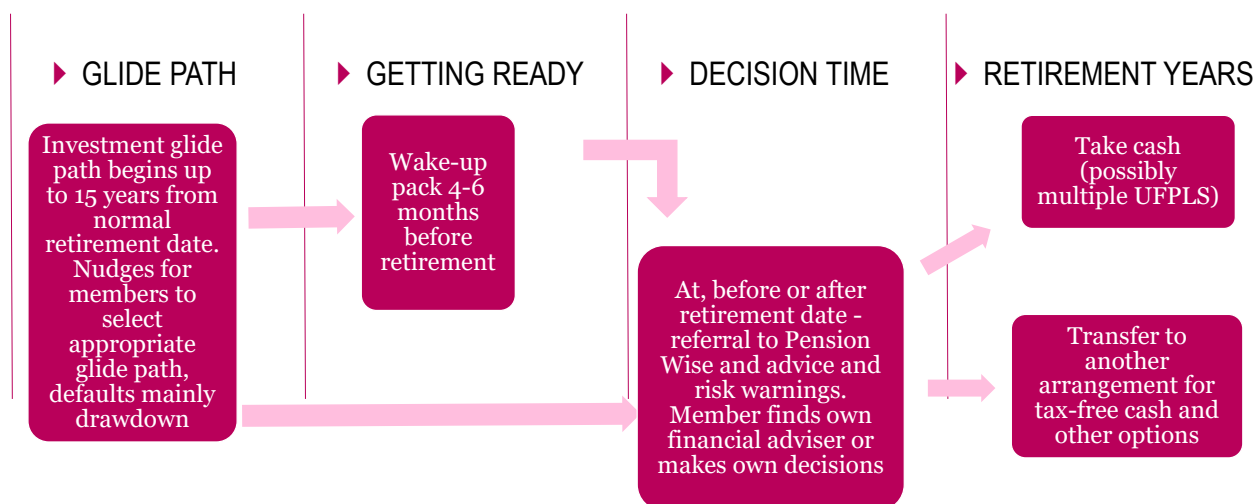 GLIDE PATH
Investment glide
path begins up
to 15 years from
normal
retirement date.
Nudges for
members to
select
appropriate
glide path,
defaults mainly
drawdown
GETTING READY
Wake-up
pack 4-6
months
before
retirement
DECISION TIME
At, before or after
retirement date -
referral to Pension
Wise and advice and
risk warnings.
Member finds own
financial adviser or
makes own decisions
RETIREMENT YEARS
Take cash
(possibly
multiple UFPLS)
Transfer to
another
arrangement for
tax-free cash and
other options